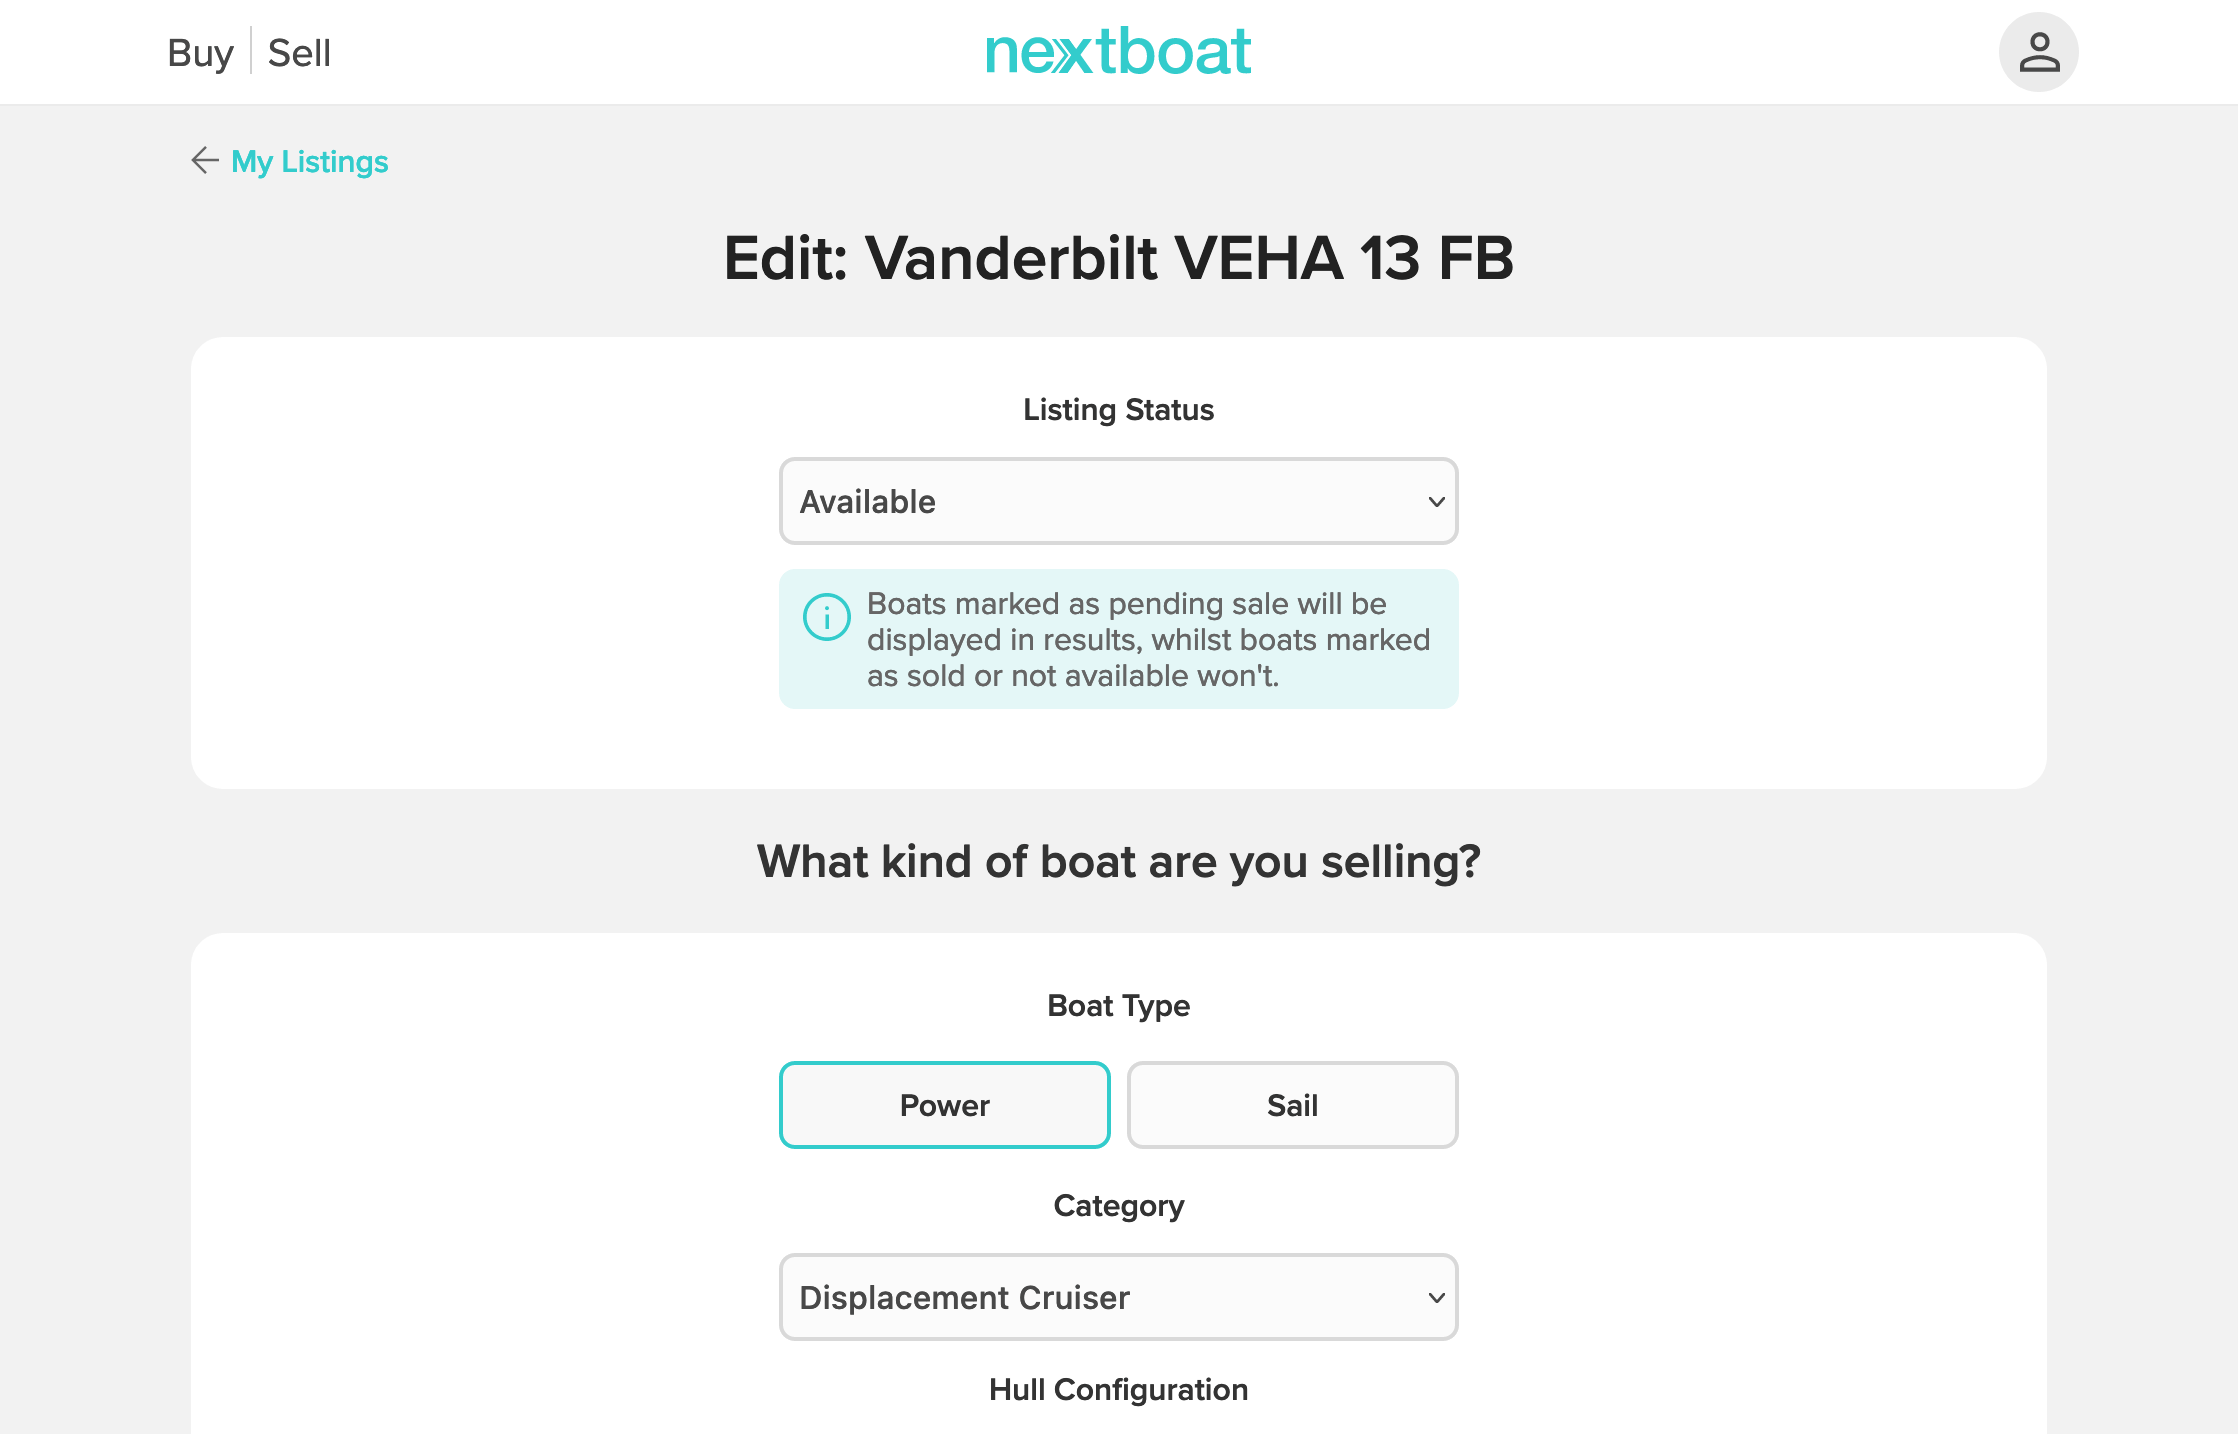 Buy
Sell
nextboat
My Listings
Edit: Vanderbilt VEHA 13 FB
Listing Status
Available
Boats marked as pending sale will be
displayed in results, whilst boats marked
as sold or not available won't.
What kind of boat are you selling?
Boat Type
Power
Sail
Category
Displacement Cruiser
Hull Configuration